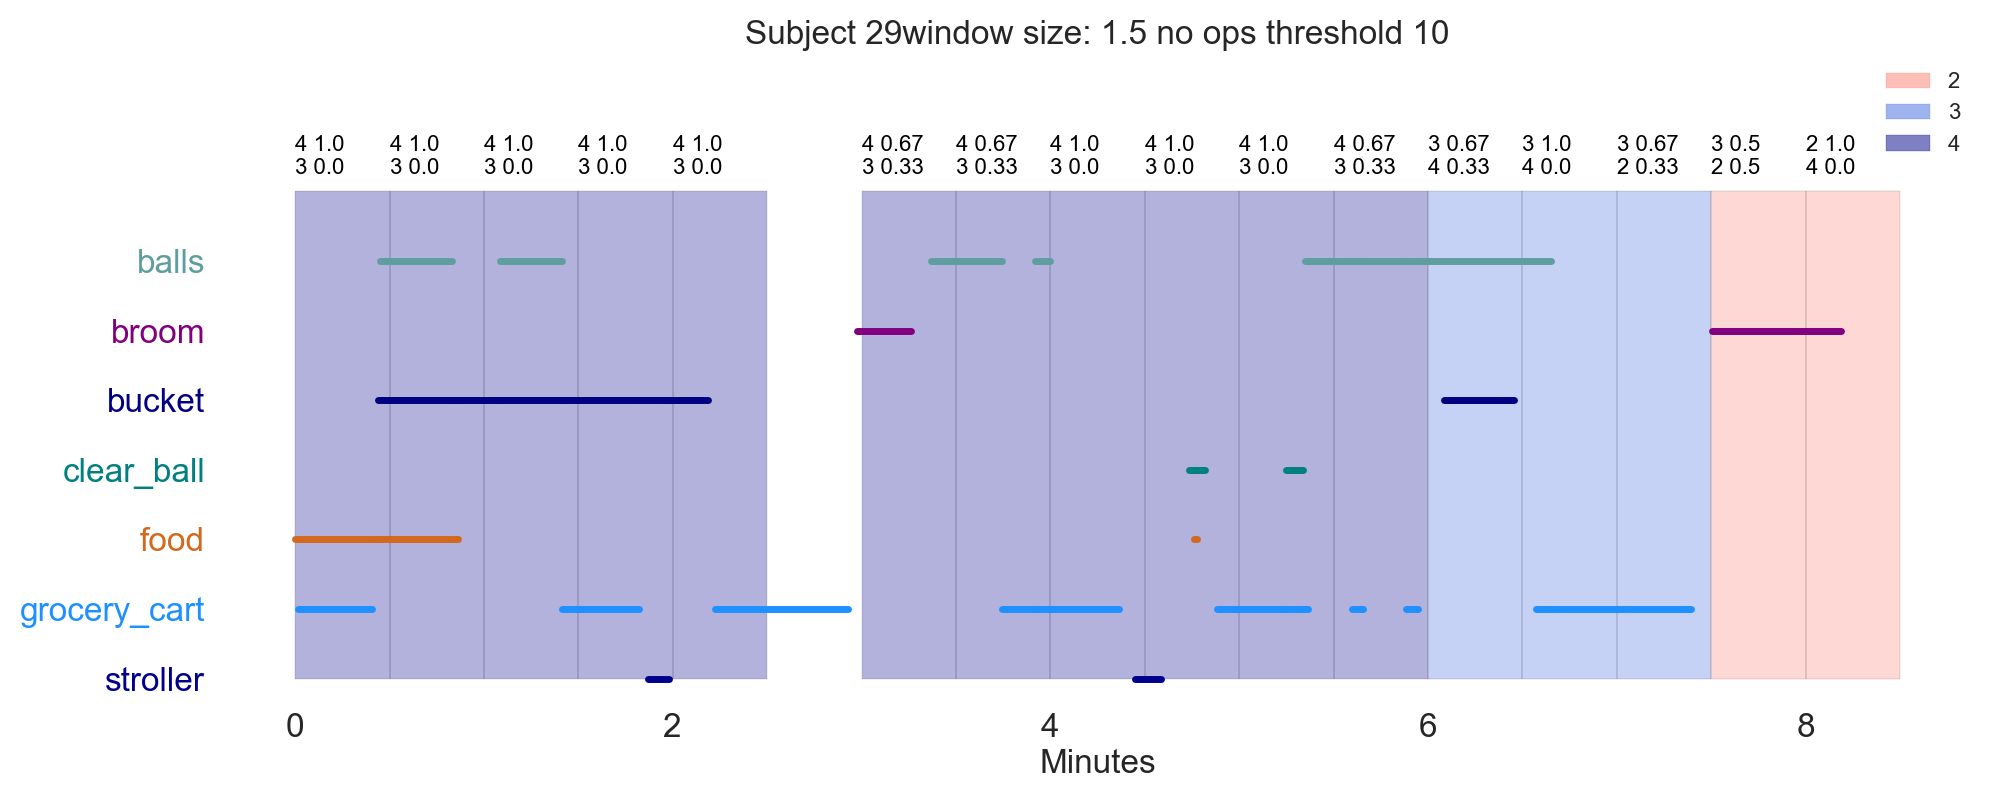 Subject 29window size: 1.5 no ops threshold 10
2
3
4
4 1.0 4 1.0 4 1.0 4 1.0 4 1.0 4 0.67 4 0.67 4 1.0 4 1.0 4 1.0 4 0.67 3 0.67 3 1.0 3 0.67 3 0.5 2 1.0
3 0.0 3 0.0 3 0.0 3 0.0 3 0.0 3 0.33 3 0.33 3 0.0 3 0.0 3 0.0 3 0.33 4 0.33 4 0.0 2 0.33 2 0.5 4 0.0
balls
broom
bucket
clear_ball
food
grocery_cart
stroller
0 2 4 6 8
Minutes